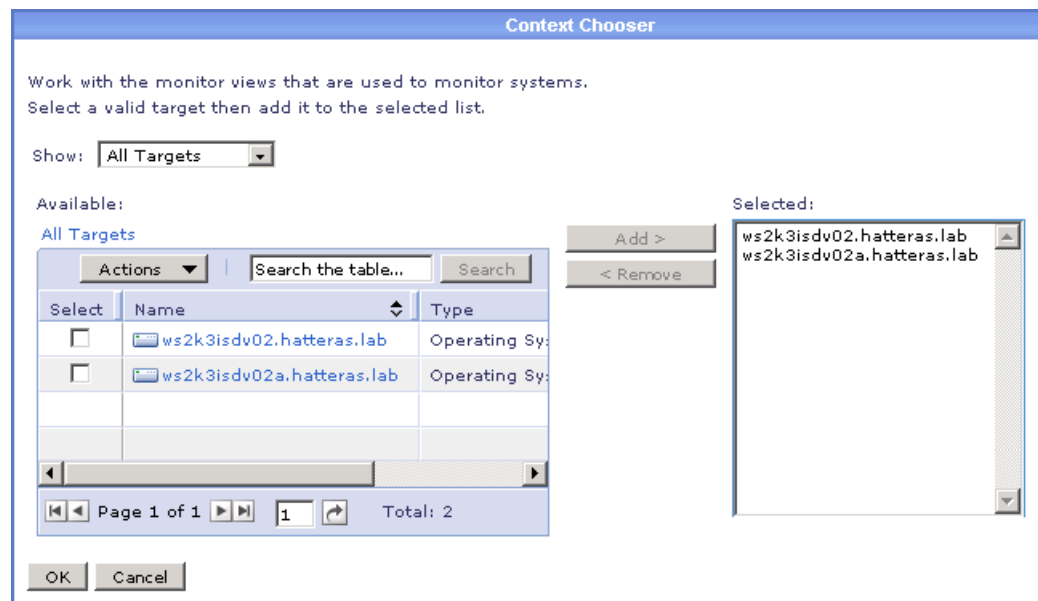 Context Chooser
Work with the monitor views that are used to monitor systems.
Select a valid target then add it to the selected list.
Show: All Targets
Available:
All Targets
Actions Search the table... Search
Select Name Type
ws2k3isdv02.hatteras.lab Operating Sy
ws2k3isdv02a.hatteras.lab Operating Sy
Page 1 of 1 1 Total: 2
Add >
< Remove
Selected:
ws2k3isdv02.hatteras.lab
ws2k3isdv02a.hatteras.lab
OK Cancel